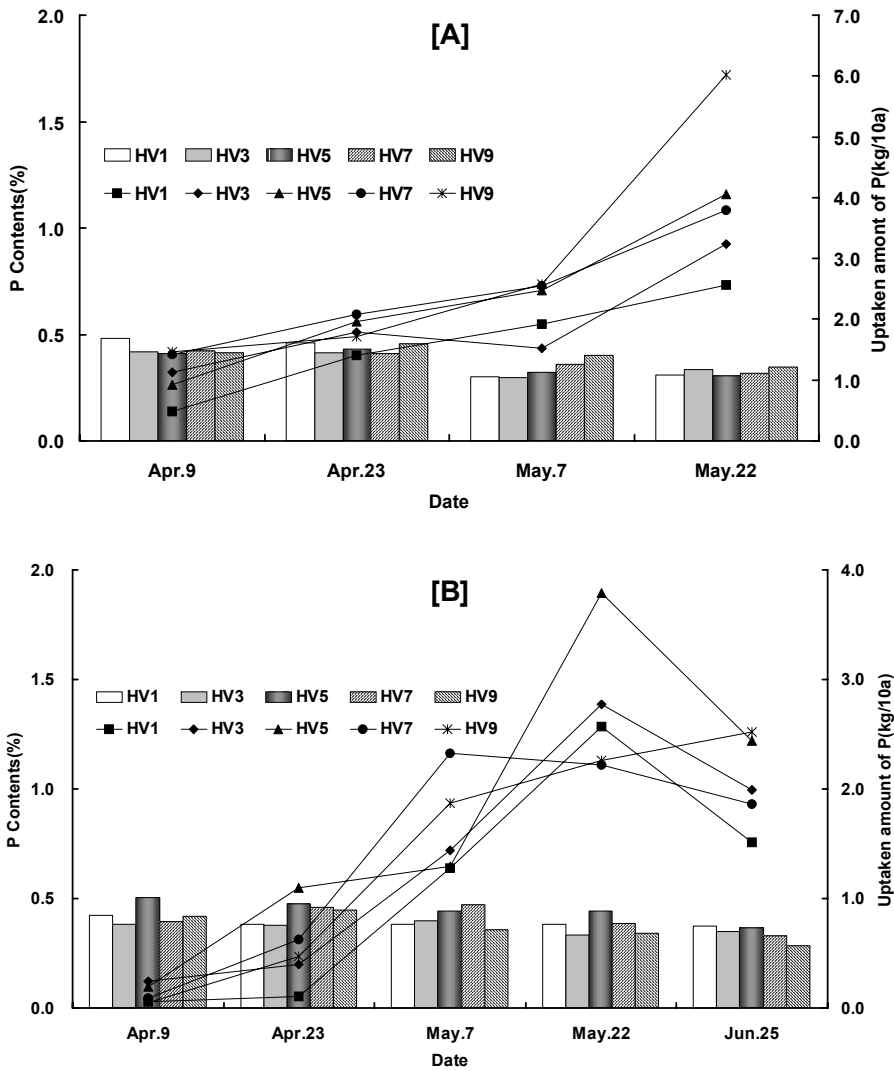 [A]
2.0
1.5
1.0
0.5
0.0
P Contents(%)
7.0
6.0
5.0
4.0
3.0
2.0
1.0
0.0
Uptaken amont of P(kg/10a)
HV1 HV3 HV5 HV7 HV9
HV1 HV3 HV5 HV7 HV9
Apr.9 Apr.23 May.7 May.22
Date
[B]
2.0
1.5
1.0
0.5
0.0
P Contents(%)
4.0
3.0
2.0
1.0
0.0
Uptaken amount of P(kg/10a)
HV1 HV3 HV5 HV7 HV9
HV1 HV3 HV5 HV7 HV9
Apr.9 Apr.23 May.7 May.22 Jun.25
Date